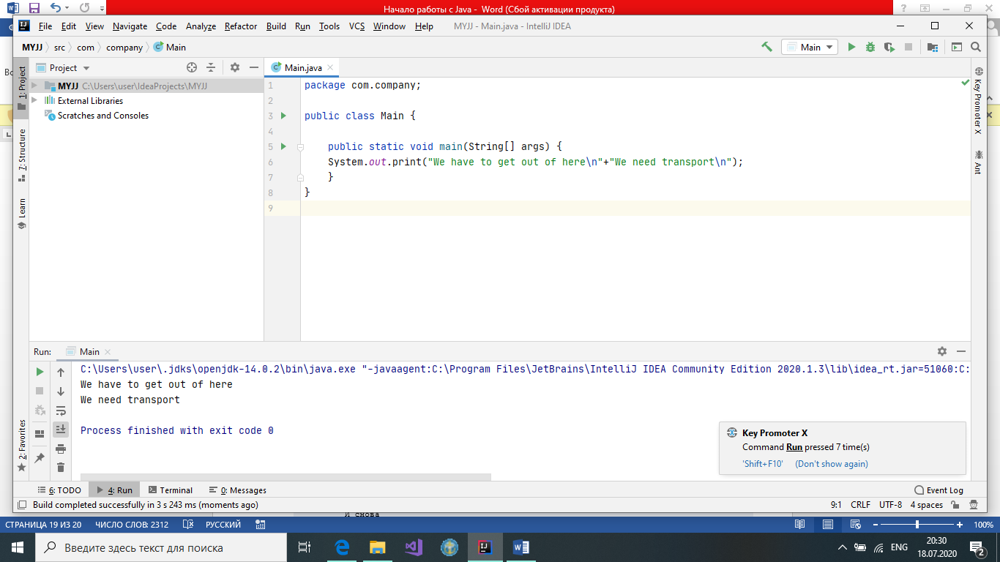 Начало работы с Java - Word (Сбой активации продукта)
File Edit View Navigate Code Analyze Refactor Build Run Tools VCS Window Help MYJJ - Main.java - IntelliJ IDEA
MYJJ src com company Main
Main
Project
Main.java
1: Project
7: Structure
Learn
2: Favorites
MYJJ C:\Users\user\IdeaProjects\MYJJ
External Libraries
Scratches and Consoles
1 package com.company;
2
3 public class Main {
4
5 public static void main(String[] args) {
6 System.out.print("We have to get out of here\n"+"We need transport\n");
7 }
8 }
9
Key Promoter X
Ant
Run: Main
C:\Users\user\.jdks\openjdk-14.0.2\bin\java.exe "-javaagent:C:\Program Files\JetBrains\IntelliJ IDEA Community Edition 2020.1.3\lib\idea_rt.jar=51060:C:
We have to get out of here
We need transport
Process finished with exit code 0
Key Promoter X
Command Run pressed 7 time(s)
'Shift+F10' (Don't show again)
6: TODO 4: Run Terminal 0: Messages Event Log
Build completed successfully in 3 s 243 ms (moments ago) 9:1 CRLF UTF-8 4 spaces
И снова
СТРАНИЦА 19 ИЗ 20 ЧИСЛО СЛОВ: 2312 РУССКИЙ 100%
Введите здесь текст для поиска
ENG
20:30
18.07.2020
2